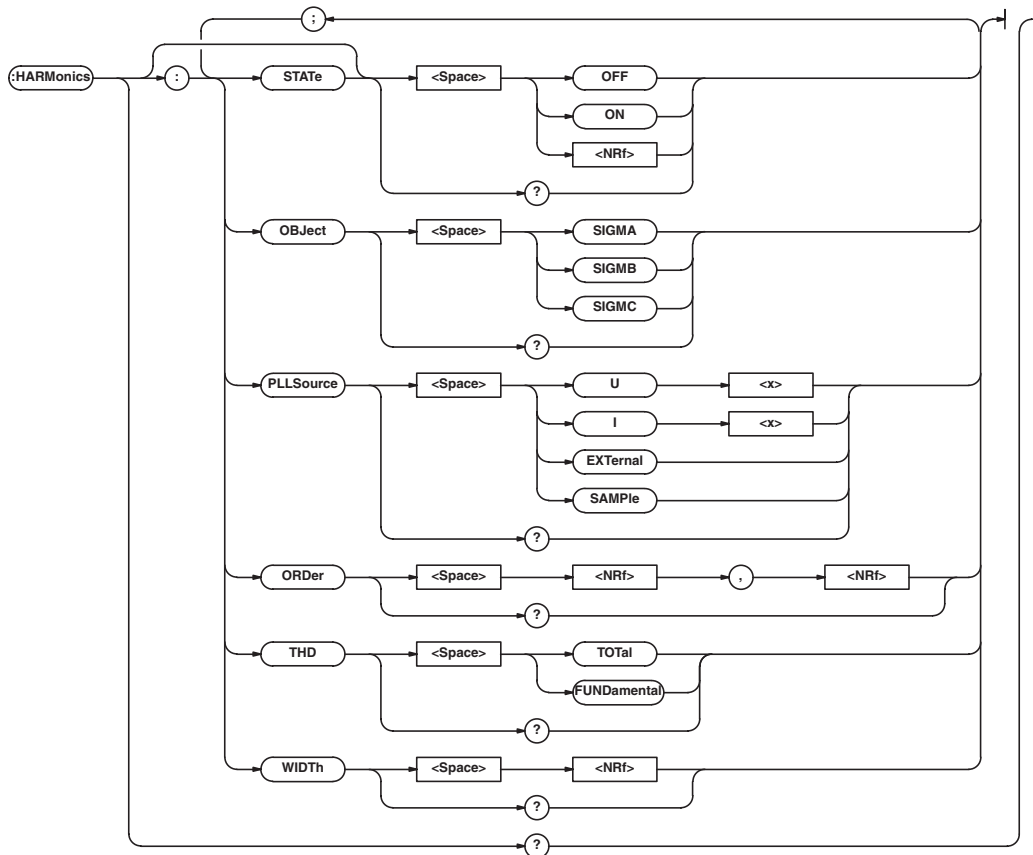 ;
:HARMonics : STATe <Space> OFF
ON
<NRf>
?
OBJect <Space> SIGMA
SIGMB
SIGMC
?
PLLSource <Space> U <x>
I <x>
EXTernal
SAMPle
?
ORDer <Space> <NRf> , <NRf>
?
THD <Space> TOTal
FUNDamental
?
WIDTh <Space> <NRf>
?
?